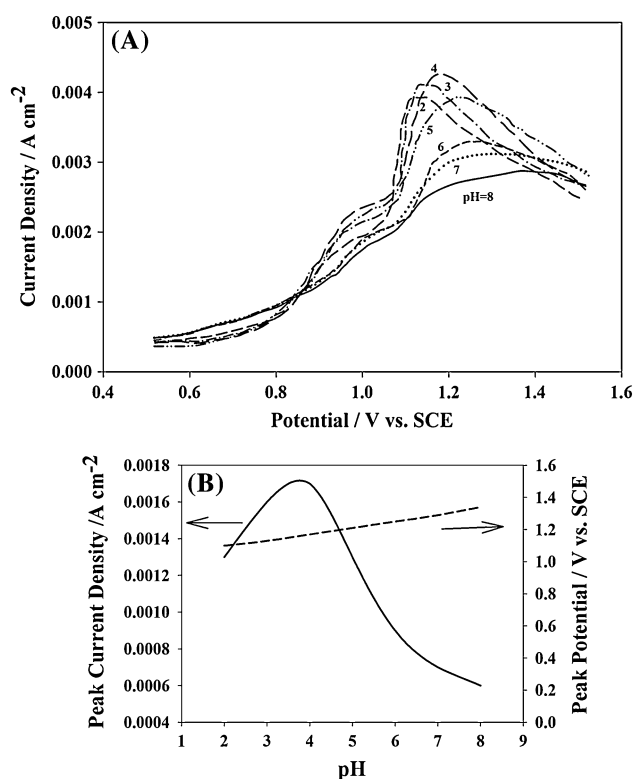 (A)
0.005
0.004
0.003
0.002
0.001
0.000
Current Density / A cm-2
4
3
2
5
6
7
pH=8
0.4 0.6 0.8 1.0 1.2 1.4 1.6
Potential / V vs. SCE
(B)
0.0018
0.0016
0.0014
0.0012
0.0010
0.0008
0.0006
0.0004
Peak Current Density /A cm-2
1.6
1.4
1.2
1.0
0.8
0.6
0.4
0.2
0.0
Peak Potential / V vs. SCE
1 2 3 4 5 6 7 8 9
pH